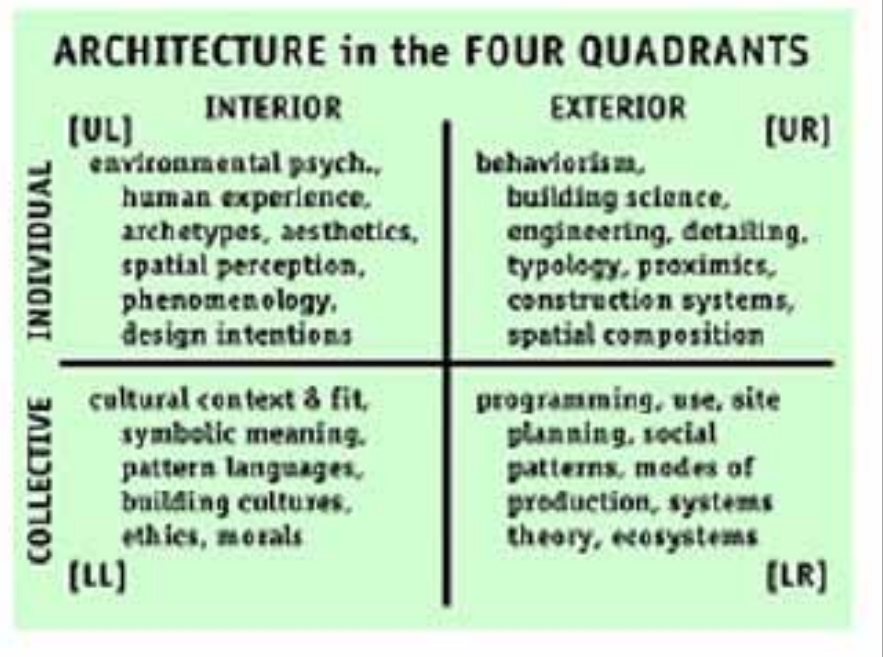 ARCHITECTURE in the FOUR QUADRANTS
INTERIOR
EXTERIOR
[UL]
[UR]
INDIVIDUAL
environmental psych.,
human experience,
archetypes, aesthetics,
spatial perception,
phenomenology,
design intentions
behaviorism,
building science,
engineering, detailing,
typology, proximics,
construction systems,
spatial composition
COLLECTIVE
cultural context & fit,
symbolic meaning,
pattern languages,
building cultures,
ethics, morals
[LL]
programming, use, site
planning, social
patterns, modes of
production, systems
theory, ecosystems
[LR]